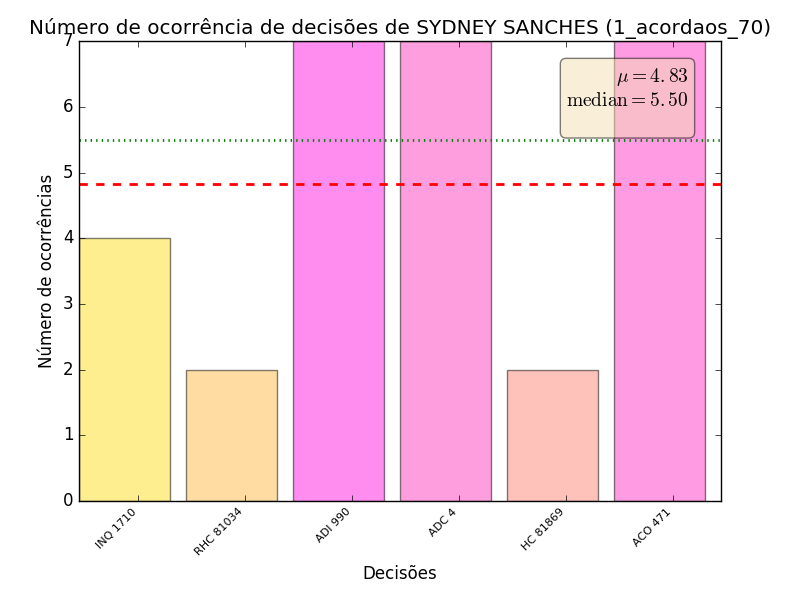 Número de ocorrência de decisões de SYDNEY SANCHES (1_acordaos_70)
7
6
5
4
3
2
1
0
Número de ocorrências
μ = 4.83
median = 5.50
INQ 1710
RHC 81034
ADI 990
ADC 4
HC 81869
ACO 471
Decisões